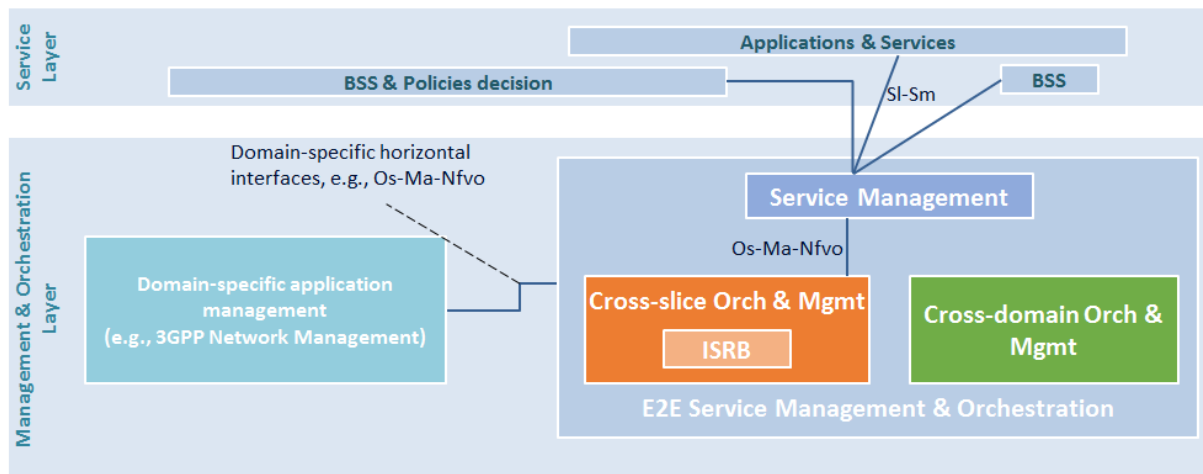 Service
Layer
Applications & Services
BSS & Policies decision
BSS
Sl-Sm
Management & Orchestration
Layer
Domain-specific horizontal
interfaces, e.g., Os-Ma-Nfvo
Service Management
Os-Ma-Nfvo
Domain-specific application
management
(e.g., 3GPP Network Management)
Cross-slice Orch & Mgmt
ISRB
Cross-domain Orch &
Mgmt
E2E Service Management & Orchestration